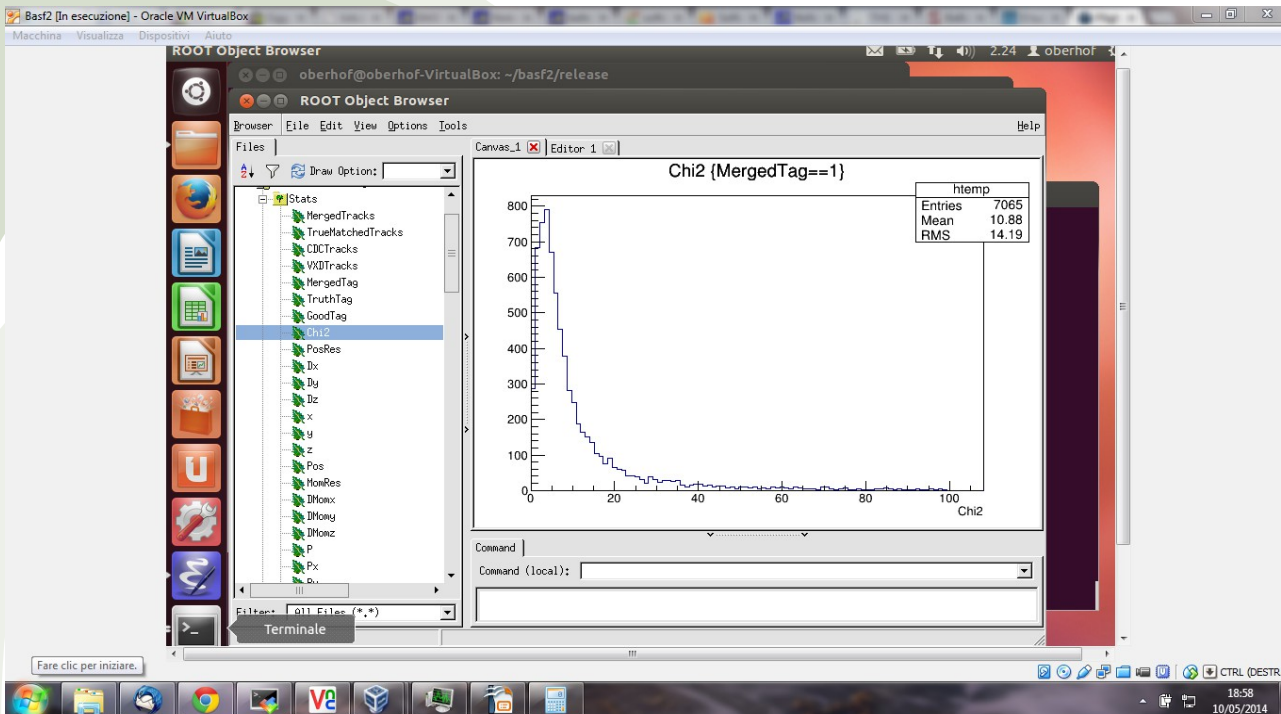 Basf2 [In esecuzione] - Oracle VM VirtualBox
Macchina Visualizza Dispositivi Aiuto
ROOT Object Browser
2.24 oberhof
oberhof@oberhof-VirtualBox: ~/basf2/release
ROOT Object Browser
Browser File Edit View Options Tools Help
Files
Draw Option:
Stats
MergedTracks
TrueMatchedTracks
CDCTracks
VXDTracks
MergedTag
TruthTag
GoodTag
Chi2
PosRes
Dx
Dy
Dz
x
y
z
Pos
MomRes
DMomx
DMomy
DMomz
P
Px
Filter: All Files (*.*)
Canvas_1 Editor 1
Chi2 {MergedTag==1}
htemp
Entries 7065
Mean 10.88
RMS 14.19
800
700
600
500
400
300
200
100
0
0 20 40 60 80 100
Chi2
Command
Command (local):
Terminale
Fare clic per iniziare.
CTRL (DESTR
18:58
10/05/2014